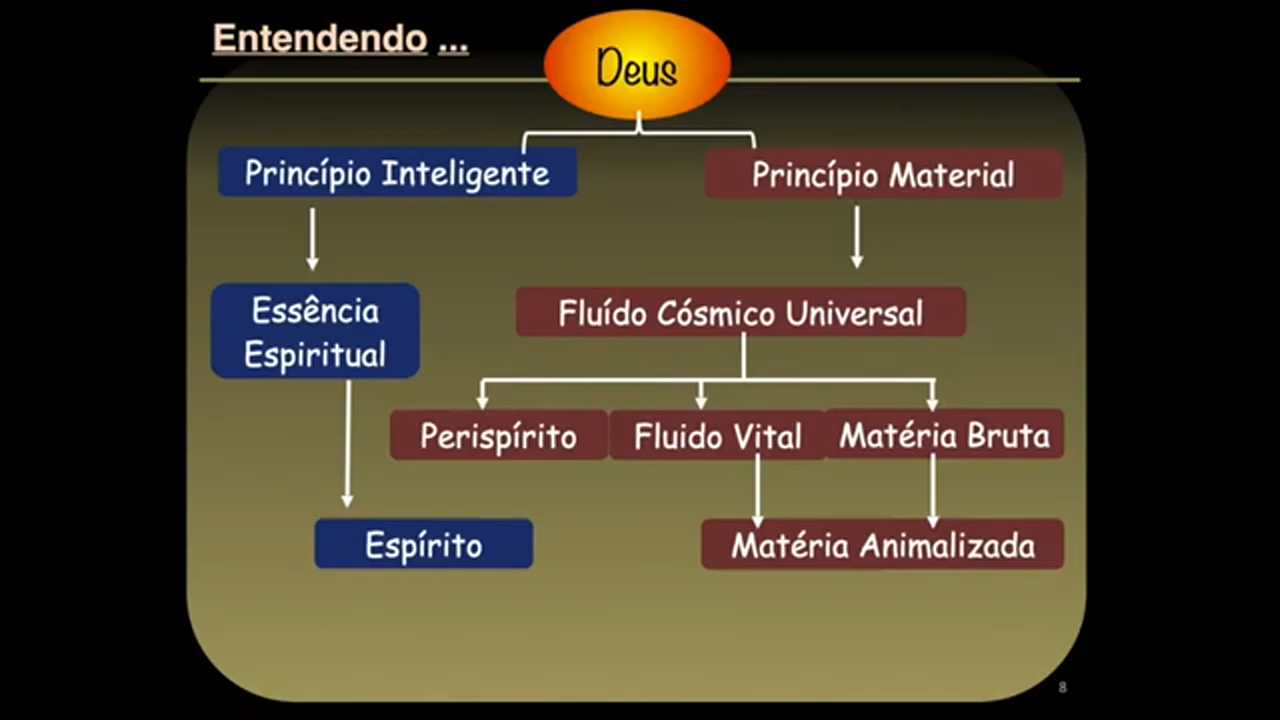 Entendendo ...
Deus
Princípio Inteligente
Princípio Material
Essência
Espiritual
Fluído Cósmico Universal
Perispírito
Fluido Vital
Matéria Bruta
Espírito
Matéria Animalizada
8